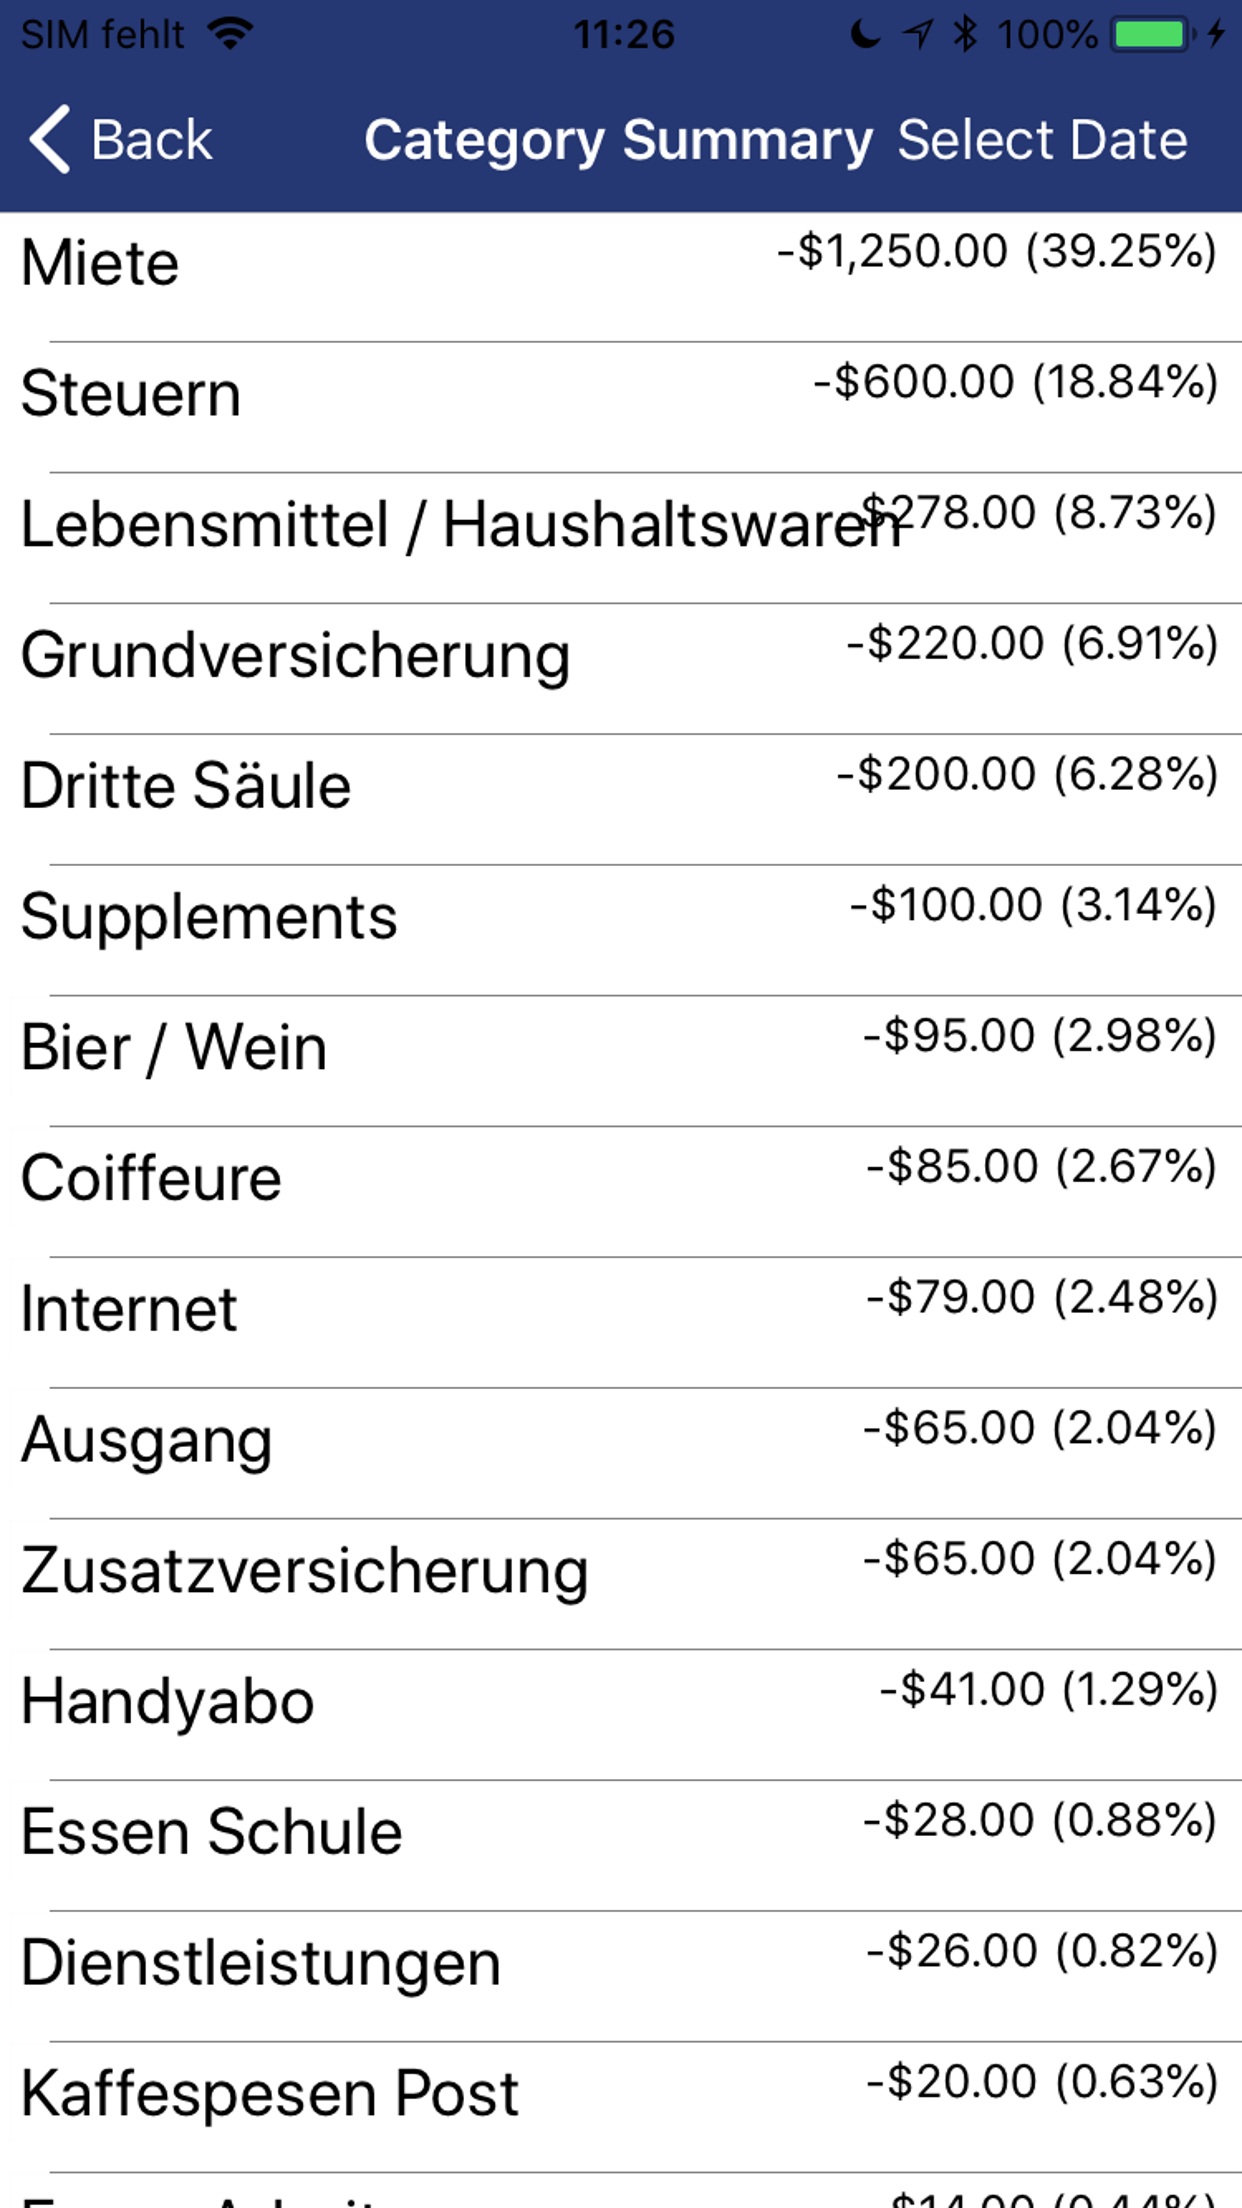 SIM fehlt 11:26 100%
Back Category Summary Select Date
Miete -$1,250.00 (39.25%)
Steuern -$600.00 (18.84%)
Lebensmittel / Haushaltswaren $278.00 (8.73%)
Grundversicherung -$220.00 (6.91%)
Dritte Säule -$200.00 (6.28%)
Supplements -$100.00 (3.14%)
Bier / Wein -$95.00 (2.98%)
Coiffeure -$85.00 (2.67%)
Internet -$79.00 (2.48%)
Ausgang -$65.00 (2.04%)
Zusatzversicherung -$65.00 (2.04%)
Handyabo -$41.00 (1.29%)
Essen Schule -$28.00 (0.88%)
Dienstleistungen -$26.00 (0.82%)
Kaffespesen Post -$20.00 (0.63%)